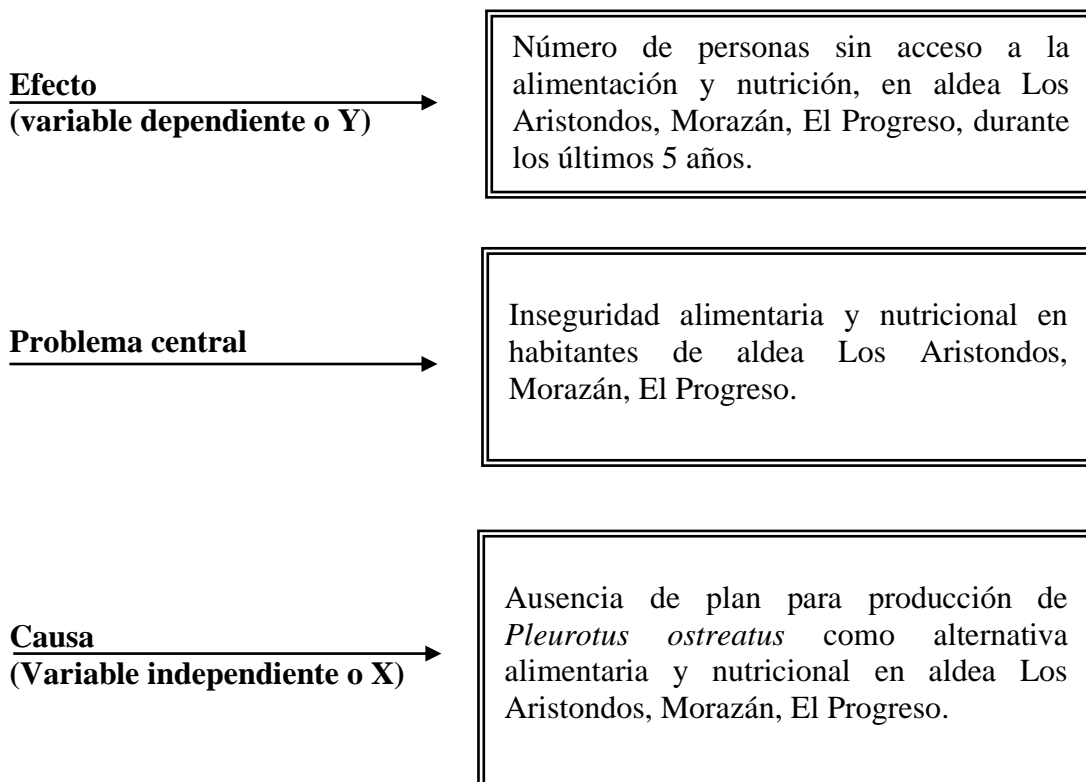 Efecto
(variable dependiente o Y)
Número de personas sin acceso a la
alimentación y nutrición, en aldea Los
Aristondos, Morazán, El Progreso, durante
los últimos 5 años.
Problema central
Inseguridad alimentaria y nutricional en
habitantes de aldea Los Aristondos,
Morazán, El Progreso.
Causa
(Variable independiente o X)
Ausencia de plan para producción de
Pleurotus ostreatus como alternativa
alimentaria y nutricional en aldea Los
Aristondos, Morazán, El Progreso.